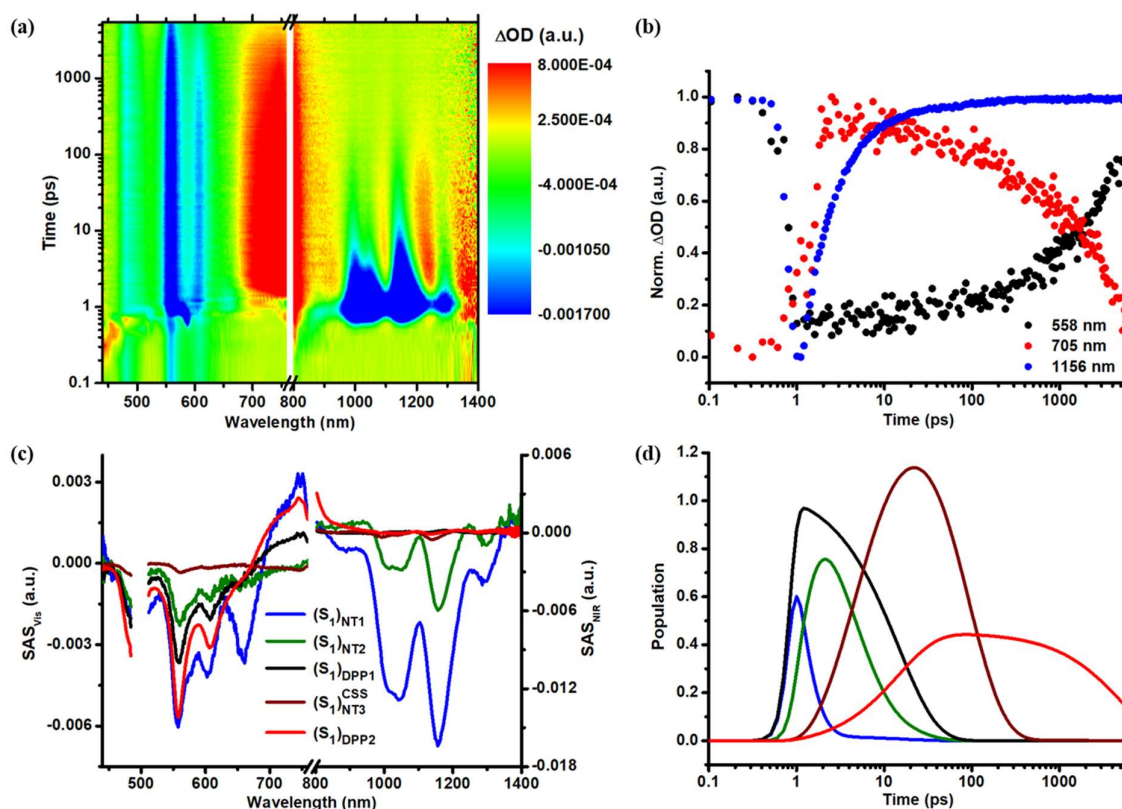 (a)
ΔOD (a.u.)
8.000E-04
2.500E-04
-4.000E-04
-0.001050
-0.001700
Time (ps)
1000
100
10
1
0.1
500 600 700 800 1000 1200 1400
Wavelength (nm)
(b)
Norm. ΔOD (a.u.)
1.0
0.8
0.6
0.4
0.2
0.0
558 nm
705 nm
1156 nm
0.1 1 10 100 1000
Time (ps)
(c)
SAS Vis (a.u.)
0.003
0.000
-0.003
-0.006
(S1)NT1
(S1)NT2
(S1)DPP1
(S1)NT3 CSS
(S1)DPP2
0.006
0.000
-0.006
-0.012
-0.018
SAS NIR (a.u.)
500 600 700 800 1000 1200 1400
Wavelength (nm)
(d)
Population
1.2
1.0
0.8
0.6
0.4
0.2
0.0
0.1 1 10 100 1000
Time (ps)